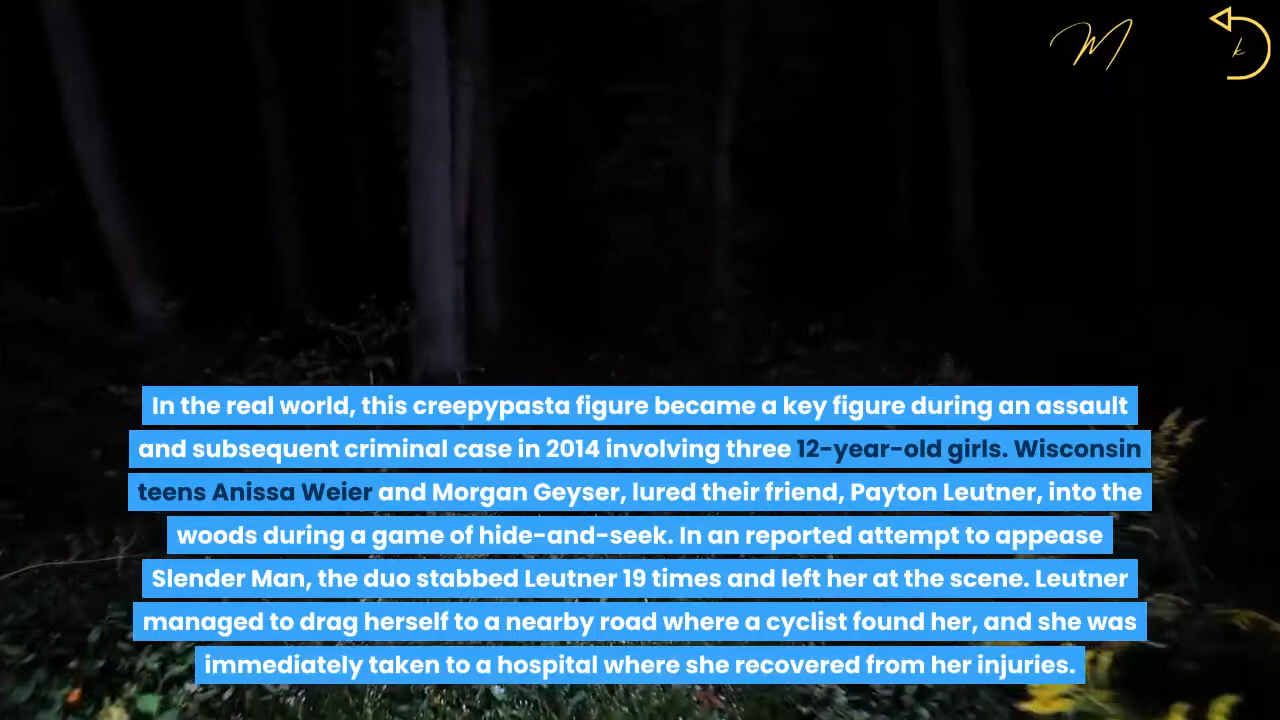 M
k
In the real world, this creepypasta figure became a key figure during an assault
and subsequent criminal case in 2014 involving three 12-year-old girls. Wisconsin
teens Anissa Weier and Morgan Geyser, lured their friend, Payton Leutner, into the
woods during a game of hide-and-seek. In an reported attempt to appease
Slender Man, the duo stabbed Leutner 19 times and left her at the scene. Leutner
managed to drag herself to a nearby road where a cyclist found her, and she was
immediately taken to a hospital where she recovered from her injuries.